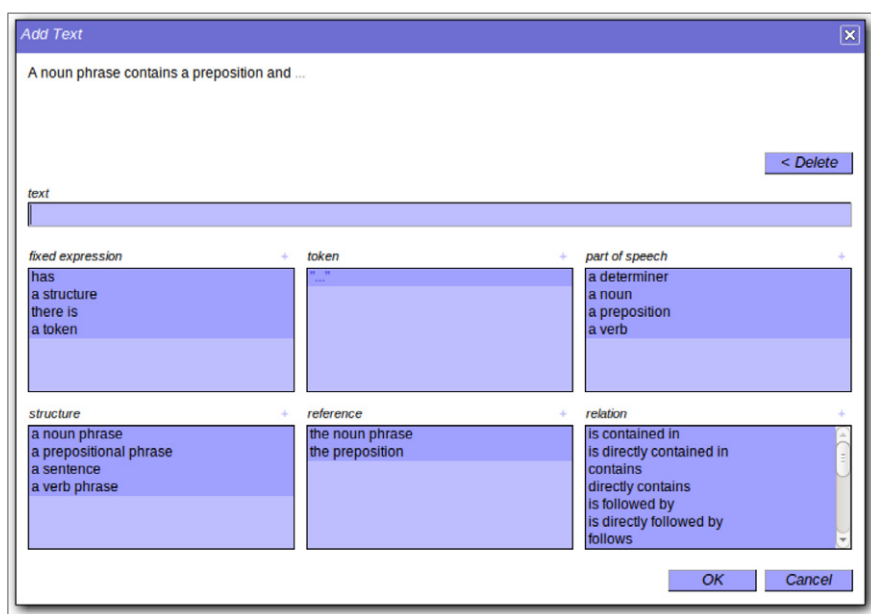 Add Text
A noun phrase contains a preposition and ...
< Delete
text
fixed expression +
has
a structure
there is
a token
token +
"..."
part of speech +
a determiner
a noun
a preposition
a verb
structure +
a noun phrase
a prepositional phrase
a sentence
a verb phrase
reference +
the noun phrase
the preposition
relation +
is contained in
is directly contained in
contains
directly contains
is followed by
is directly followed by
follows
OK
Cancel